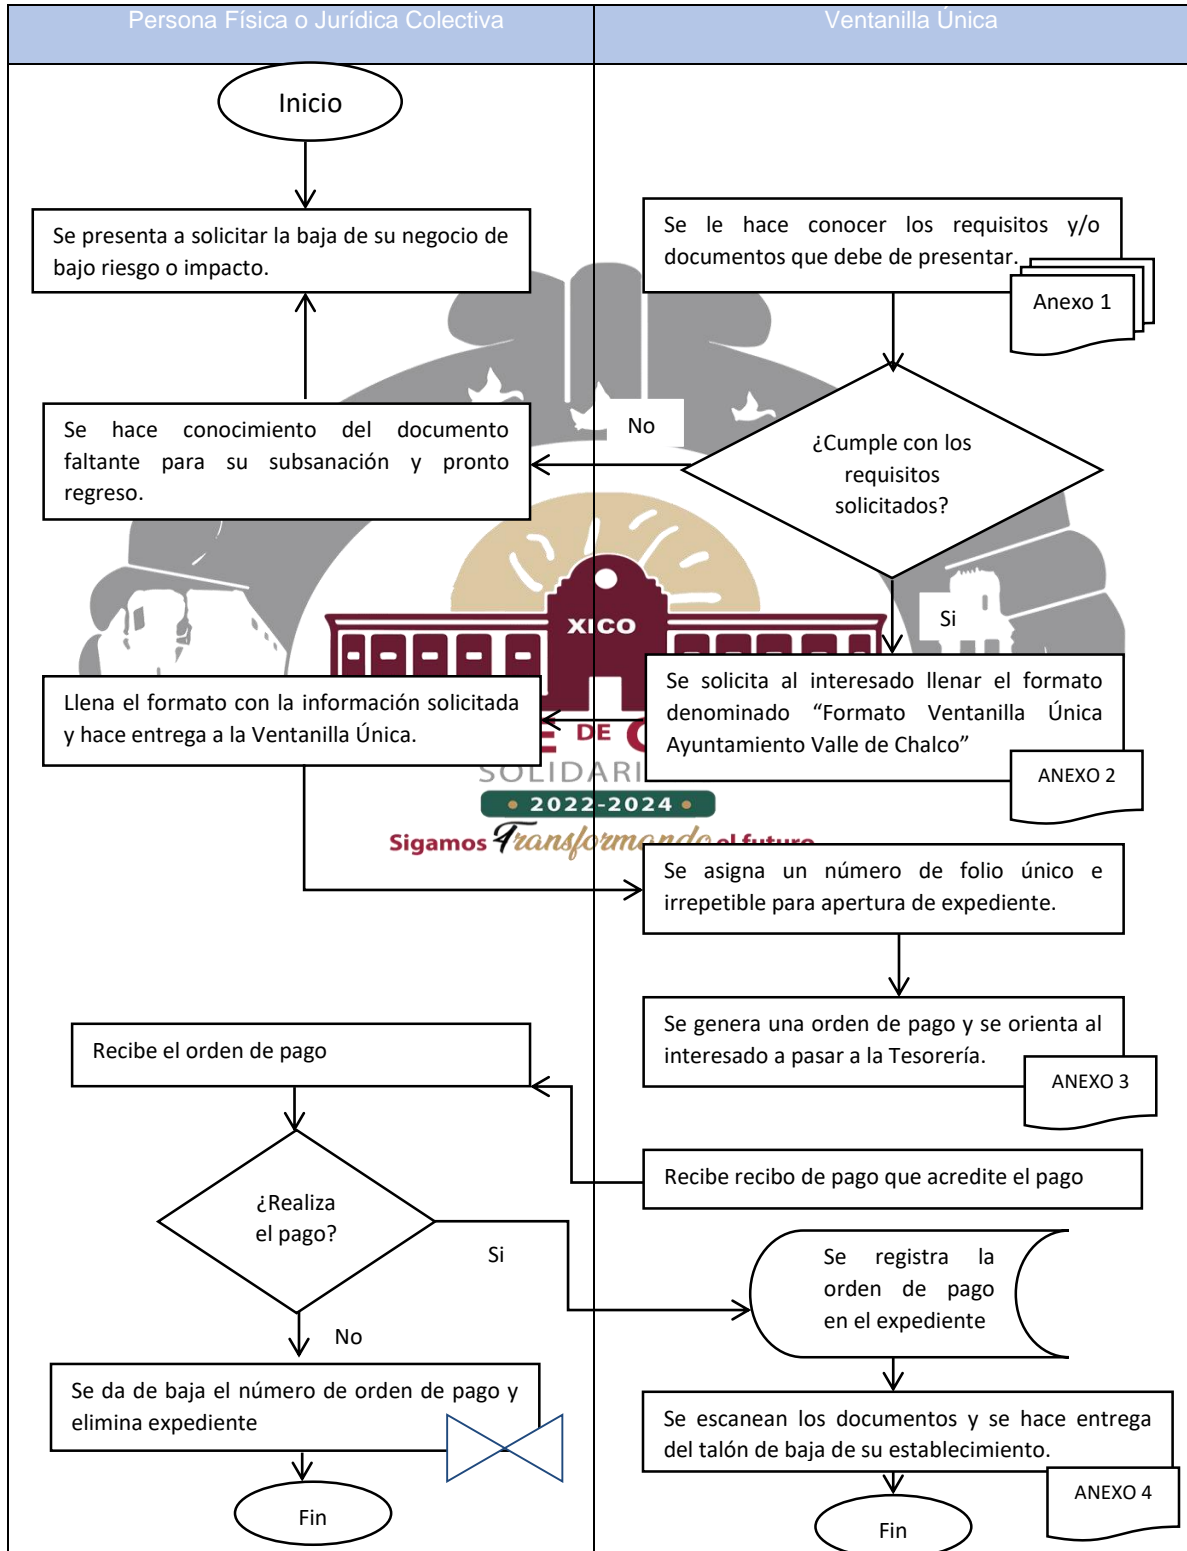 Persona Física o Jurídica Colectiva
Ventanilla Única
Inicio
Se presenta a solicitar la baja de su negocio de
bajo riesgo o impacto.
Se le hace conocer los requisitos y/o
documentos que debe de presentar.
Anexo 1
Se hace conocimiento del documento
faltante para su subsanación y pronto
regreso.
No
¿Cumple con los
requisitos
solicitados?
Si
XICO
Llena el formato con la información solicitada
y hace entrega a la Ventanilla Única.
Se solicita al interesado llenar el formato
denominado “Formato Ventanilla Única
Ayuntamiento Valle de Chalco”
ANEXO 2
DE
SOLIDARI
• 2022-2024 •
Sigamos Transformando el futuro
Se asigna un número de folio único e
irrepetible para apertura de expediente.
Se genera una orden de pago y se orienta al
interesado a pasar a la Tesorería.
ANEXO 3
Recibe el orden de pago
Recibe recibo de pago que acredite el pago
¿Realiza
el pago?
Si
No
Se registra la
orden de pago
en el expediente
Se da de baja el número de orden de pago y
elimina expediente
Se escanean los documentos y se hace entrega
del talón de baja de su establecimiento.
ANEXO 4
Fin
Fin